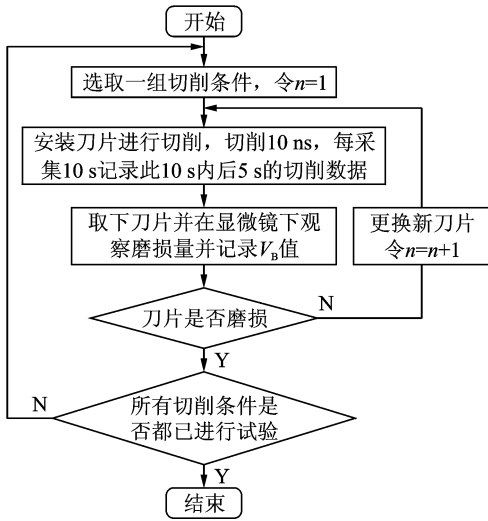 开始
选取一组切削条件，令n=1
安装刀片进行切削，切削10 ns，每采
集10 s记录此10 s内后5 s的切削数据
取下刀片并在显微镜下观
察磨损量并记录VB值
更换新刀片
令n=n+1
刀片是否磨损
N
Y
N
所有切削条件是
否都已进行试验
Y
结束